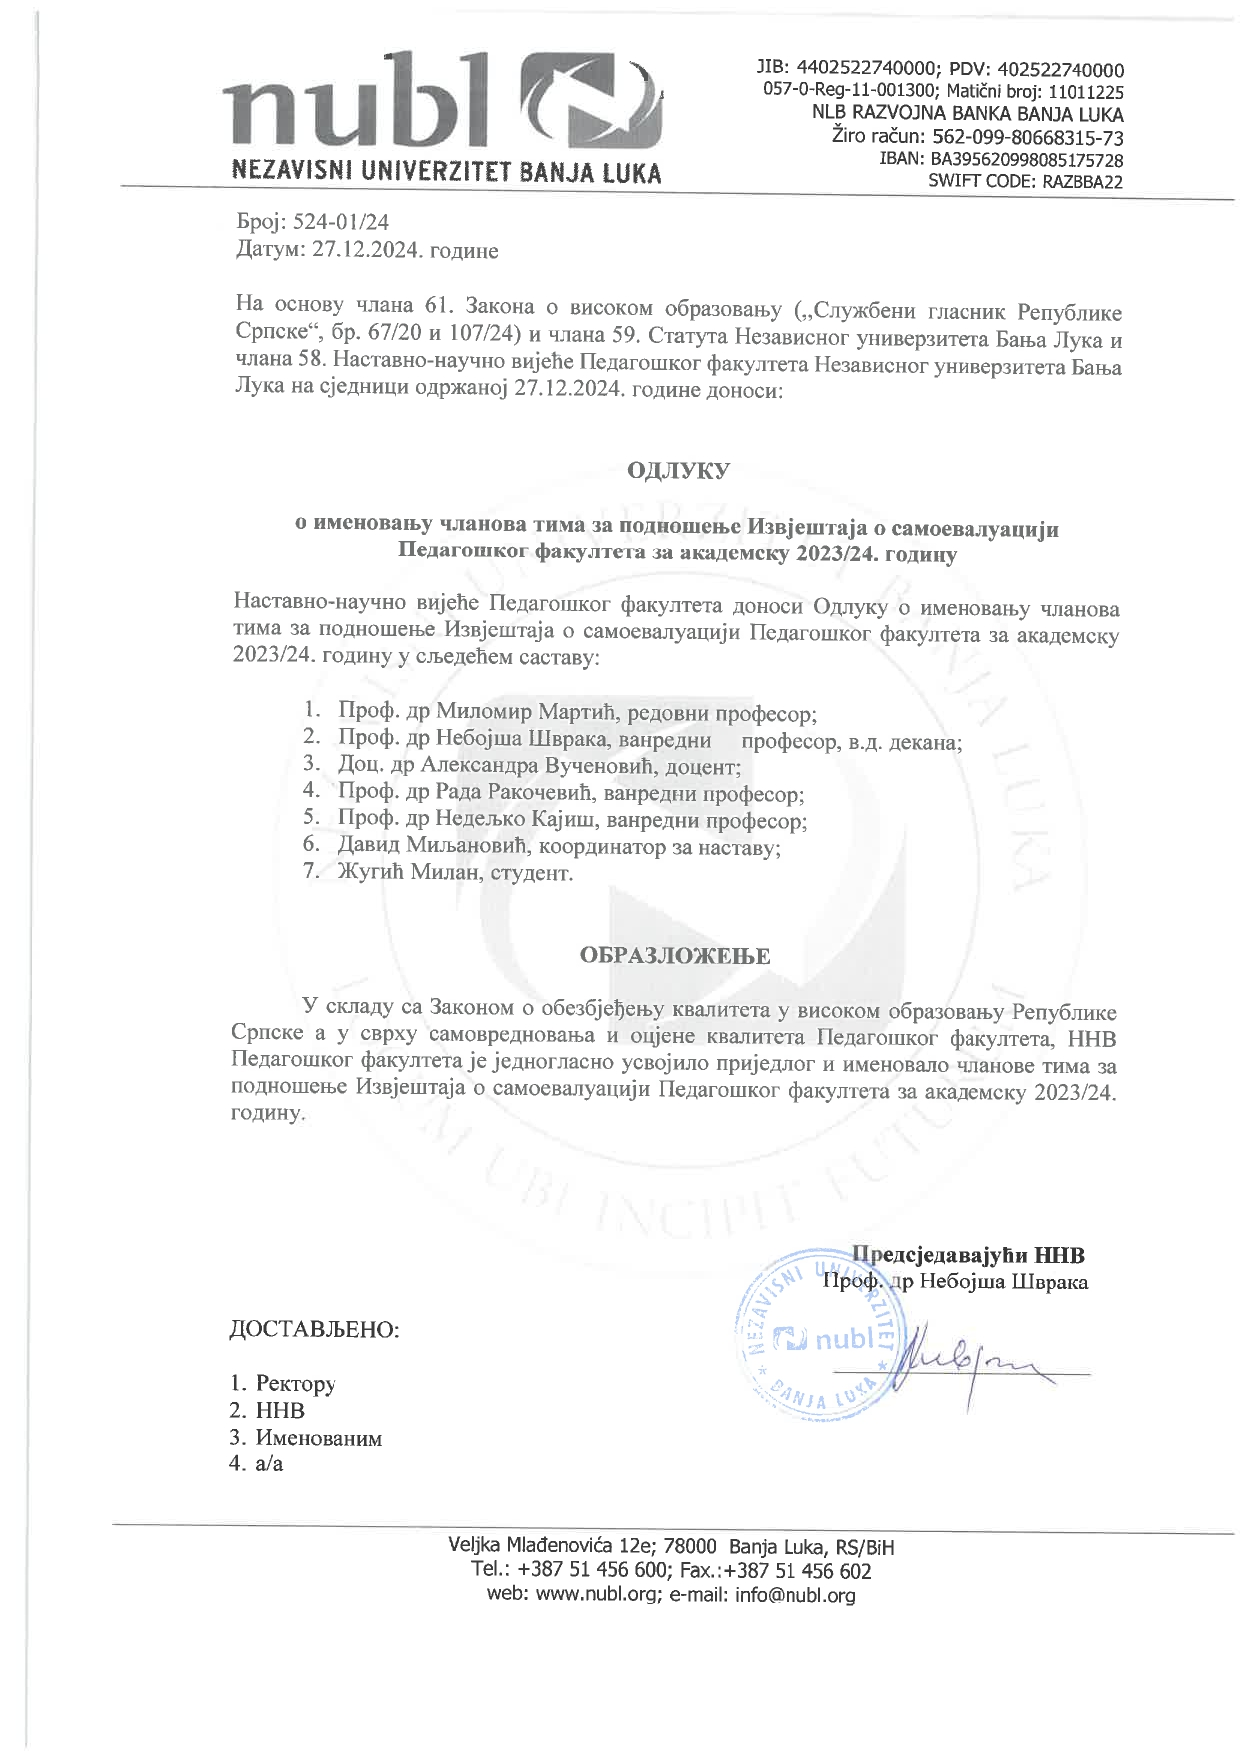 nubl
NEZAVISNI UNIVERZITET BANJA LUKA
JIB: 4402522740000; PDV: 402522740000
057-0-Reg-11-001300; Matični broj: 11011225
NLB RAZVOJNA BANKA BANJA LUKA
Žiro račun: 562-099-80668315-73
IBAN: BA395620998085175728
SWIFT CODE: RAZBBA22
Број: 524-01/24
Датум: 27.12.2024. године
На основу члана 61. Закона о високом образовању („Службени гласник Републике
Српске“, бр. 67/20 и 107/24) и члана 59. Статута Независног универзитета Бања Лука и
члана 58. Наставно-научно вијеће Педагошког факултета Независног универзитета Бања
Лука на сједници одржаној 27.12.2024. године доноси:
ОДЛУКУ
о именовању чланова тима за подношење Извјештаја о самоевалуацији
Педагошког факултета за академску 2023/24. годину
Наставно-научно вијеће Педагошког факултета доноси Одлуку о именовању чланова
тима за подношење Извјештаја о самоевалуацији Педагошког факултета за академску
2023/24. годину у сљедећем саставу:
1. Проф. др Миломир Мартић, редовни професор;
2. Проф. др Небојша Шврака, ванредни професор, в.д. декана;
3. Доц. др Александра Вученовић, доцент;
4. Проф. др Рада Ракочевић, ванредни професор;
5. Проф. др Недељко Кајиш, ванредни професор;
6. Давид Миљановић, координатор за наставу;
7. Жугић Милан, студент.
ОБРАЗЛОЖЕЊЕ
У складу са Законом о обезбјеђењу квалитета у високом образовању Републике
Српске а у сврху самовредновања и оцјене квалитета Педагошког факултета, ННВ
Педагошког факултета је једногласно усвојило приједлог и именовало чланове тима за
подношење Извјештаја о самоевалуацији Педагошког факултета за академску 2023/24.
годину.
Предсједавајући ННВ
Проф. др Небојша Шврака
NEZAVISNI UNIVERZITET
nubl
* BANJA LUKA *
ДОСТАВЉЕНО:
1. Ректору
2. ННВ
3. Именованим
4. а/а
Veljka Mlađenovića 12e; 78000 Banja Luka, RS/BiH
Tel.: +387 51 456 600; Fax.:+387 51 456 602
web: www.nubl.org; e-mail: info@nubl.org